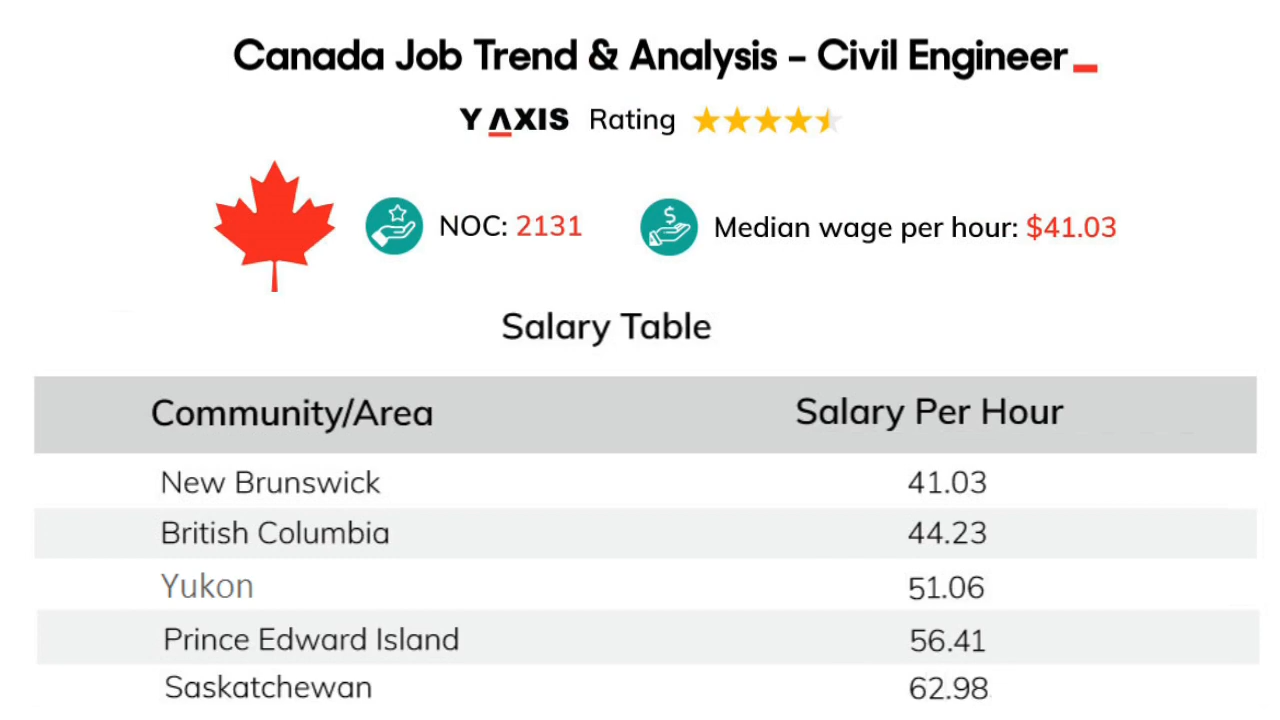 Canada Job Trend & Analysis – Civil Engineer
Y AXIS Rating
NOC: 2131 Median wage per hour: $41.03
Salary Table
Community/Area Salary Per Hour
New Brunswick 41.03
British Columbia 44.23
Yukon 51.06
Prince Edward Island 56.41
Saskatchewan 62.98